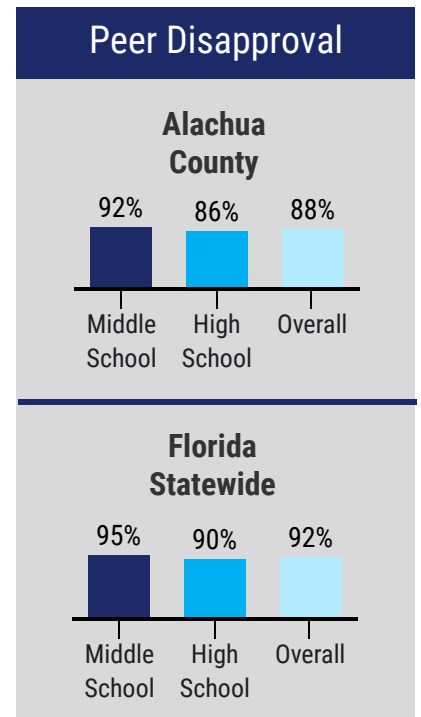 Peer Disapproval
Alachua
County
92% 86% 88%
Middle High Overall
School School
Florida
Statewide
95% 90% 92%
Middle High Overall
School School